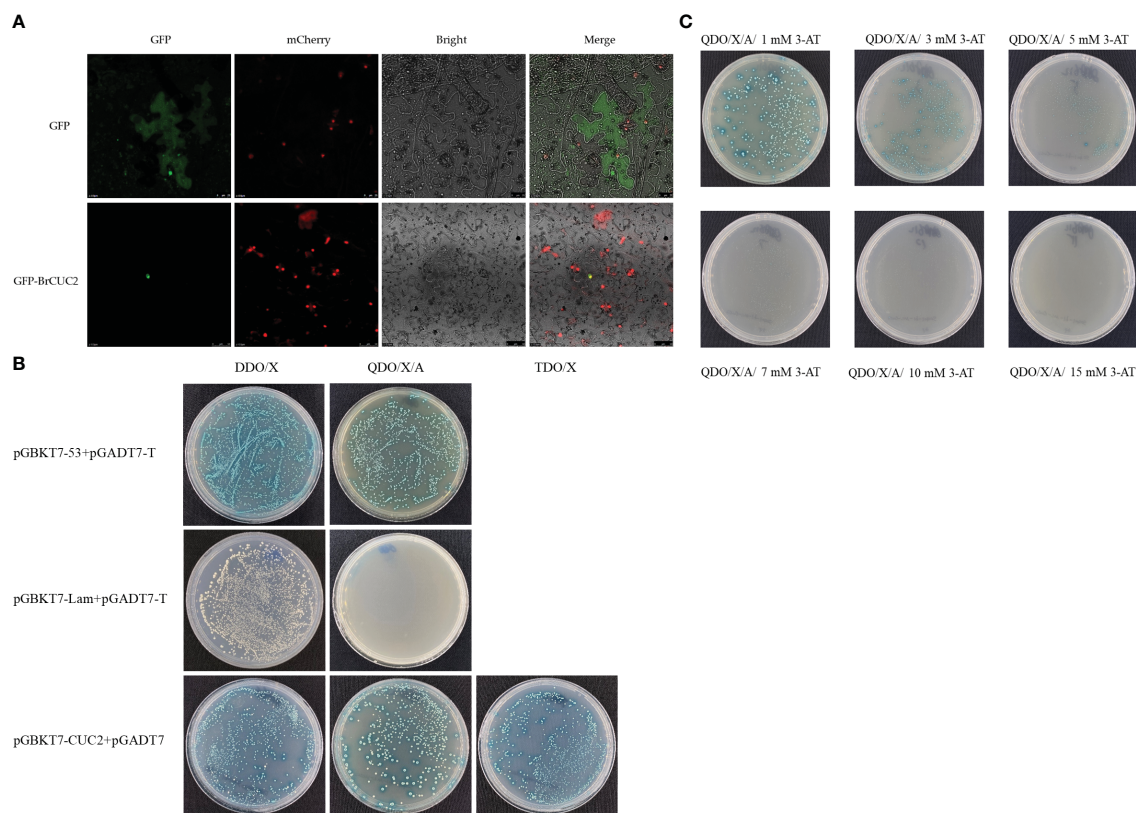 A
GFP mCherry Bright Merge
GFP
GFP-BrCUC2
B
DDO/X QDO/X/A TDO/X
pGBKT7-53+pGADT7-T
pGBKT7-Lam+pGADT7-T
pGBKT7-CUC2+pGADT7
C
QDO/X/A/ 1 mM 3-AT QDO/X/A/ 3 mM 3-AT QDO/X/A/ 5 mM 3-AT
QDO/X/A/ 7 mM 3-AT QDO/X/A/ 10 mM 3-AT QDO/X/A/ 15 mM 3-AT